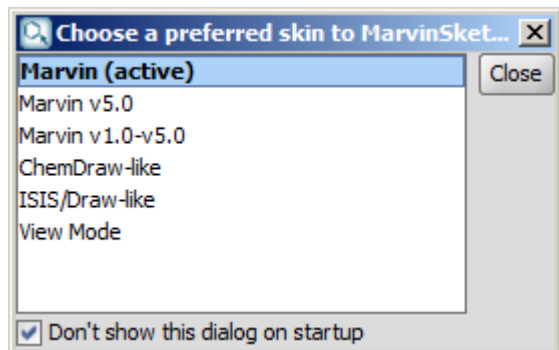 Choose a preferred skin to MarvinSket...
Marvin (active)
Close
Marvin v5.0
Marvin v1.0-v5.0
ChemDraw-like
ISIS/Draw-like
View Mode
Don't show this dialog on startup